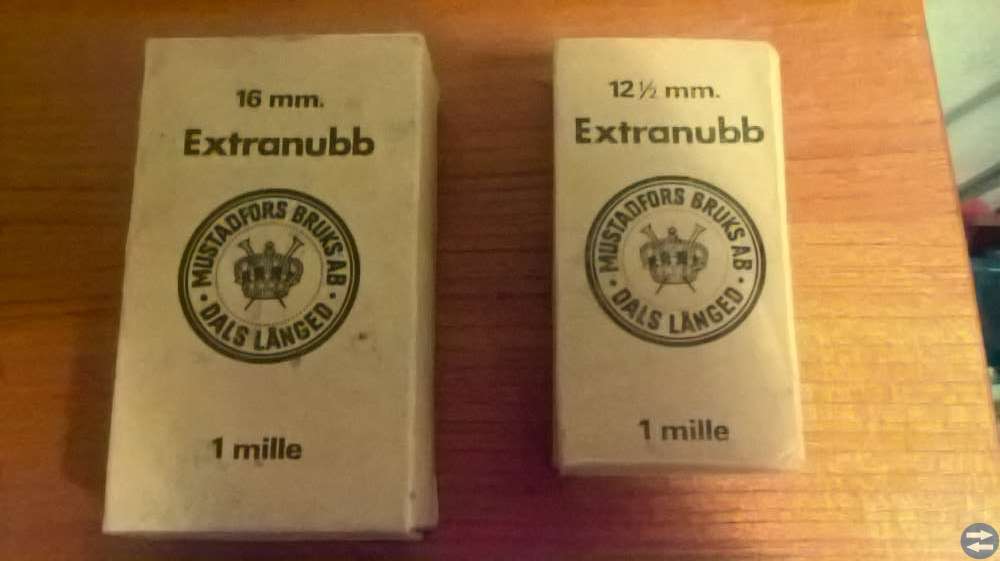 16 mm.
Extranubb
MUSTADFORS BRUKS AB
· DALS LÅNGED ·
1 mille
12½ mm.
Extranubb
MUSTADFORS BRUKS AB
· DALS LÅNGED ·
1 mille